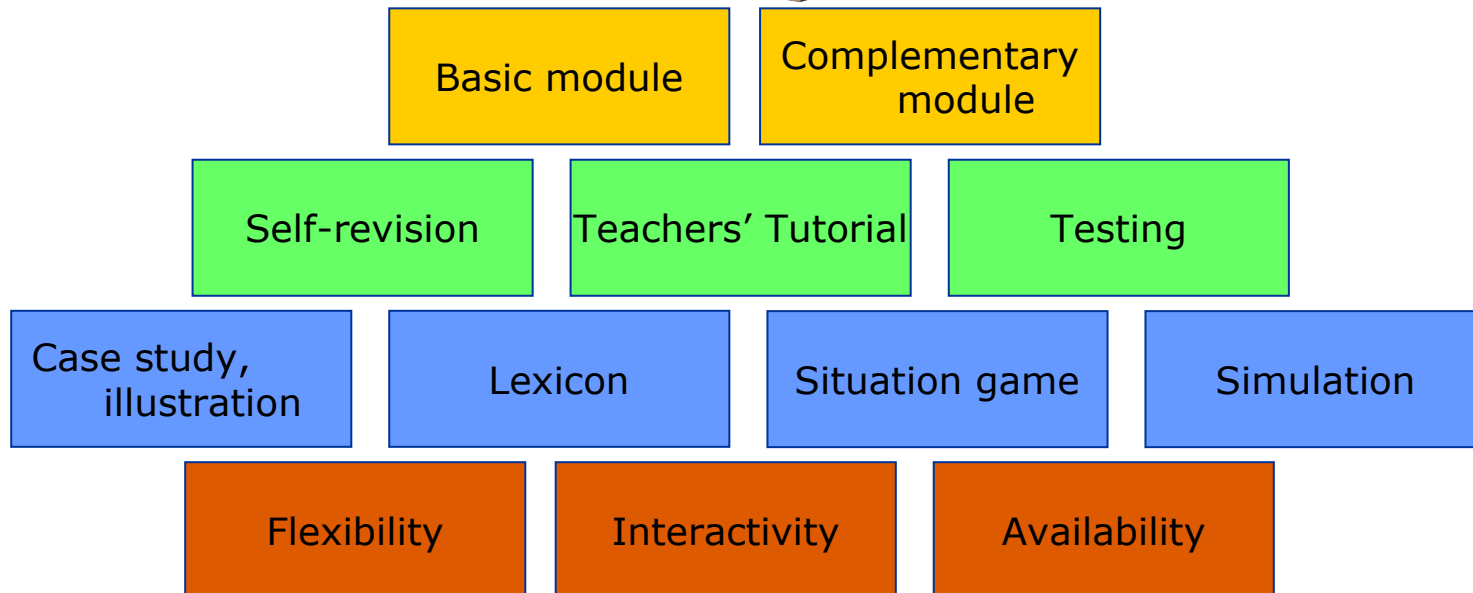 Basic module
Complementary
module
Self-revision
Teachers’ Tutorial
Testing
Case study,
illustration
Lexicon
Situation game
Simulation
Flexibility
Interactivity
Availability